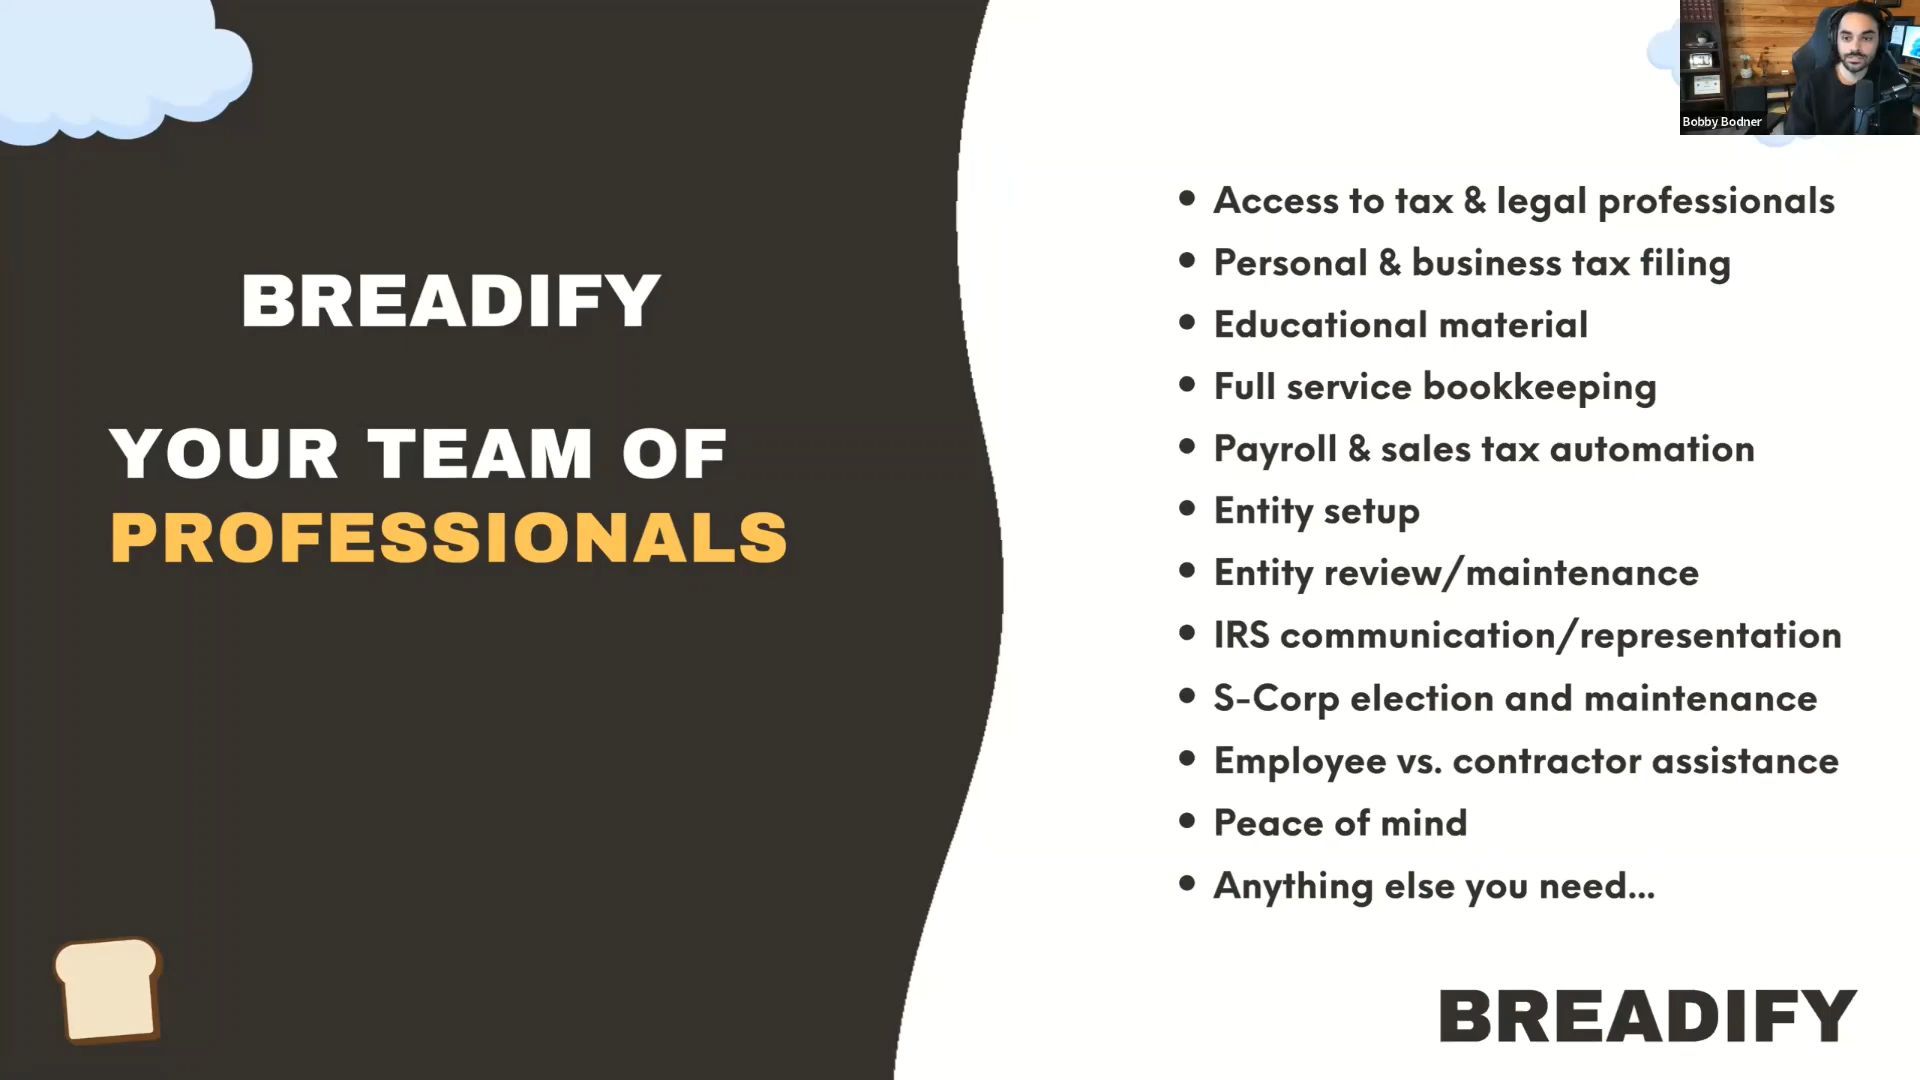 BREADIFY
YOUR TEAM OF
PROFESSIONALS
Bobby Bodner
• Access to tax & legal professionals
• Personal & business tax filing
• Educational material
• Full service bookkeeping
• Payroll & sales tax automation
• Entity setup
• Entity review/maintenance
• IRS communication/representation
• S-Corp election and maintenance
• Employee vs. contractor assistance
• Peace of mind
• Anything else you need...
BREADIFY